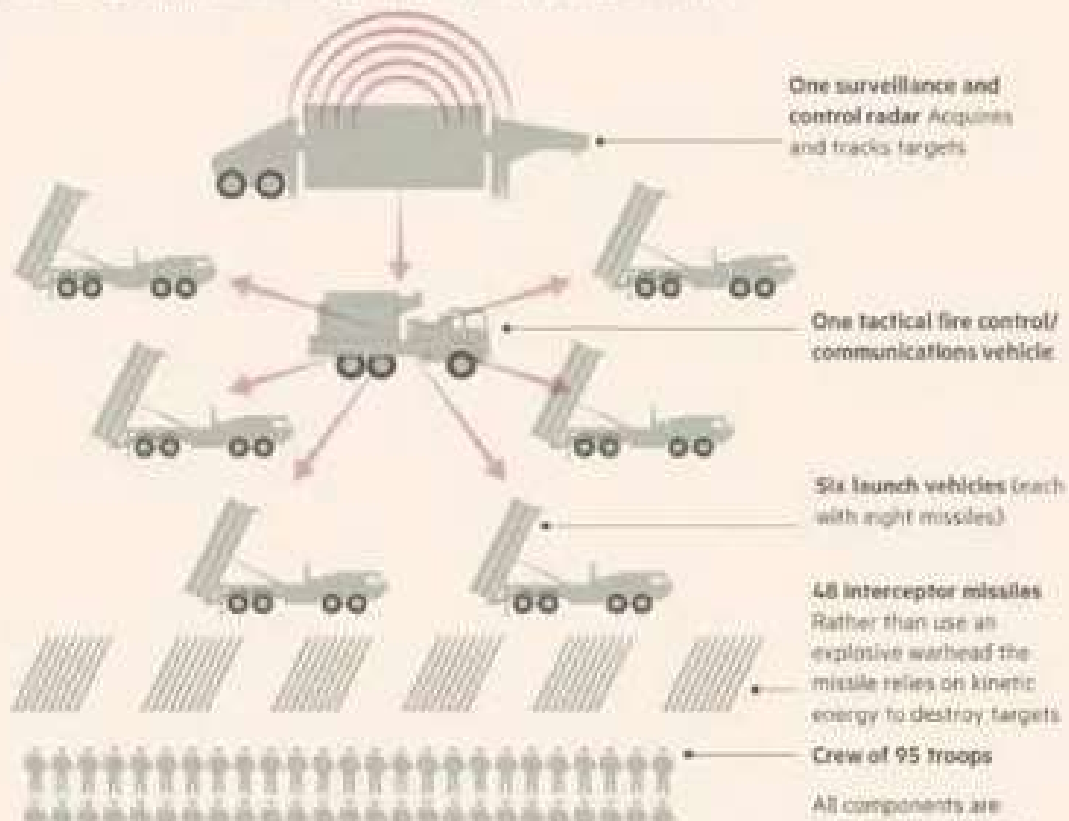 One surveillance and
control radar Acquires
and tracks targets
One tactical fire control/
communications vehicle
Six launch vehicles (each
with eight missiles)
48 interceptor missiles
Rather than use an
explosive warhead the
missile relies on kinetic
energy to destroy targets
Crew of 95 troops
All components are